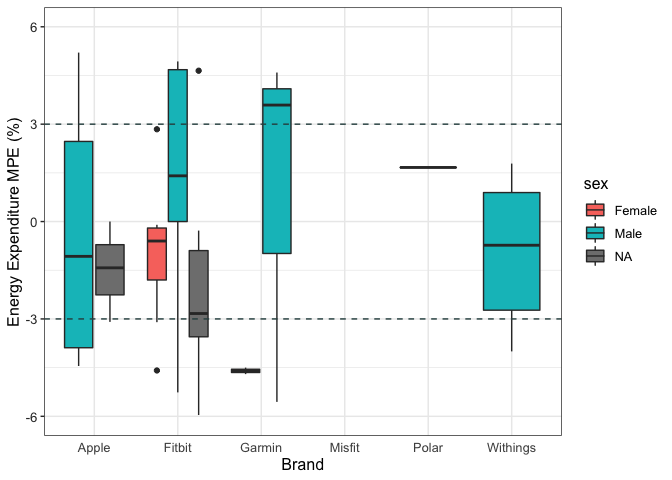 6
3
0
-3
-6
Energy Expenditure MPE (%)
Apple Fitbit Garmin Misfit Polar Withings
Brand
sex
Female
Male
NA